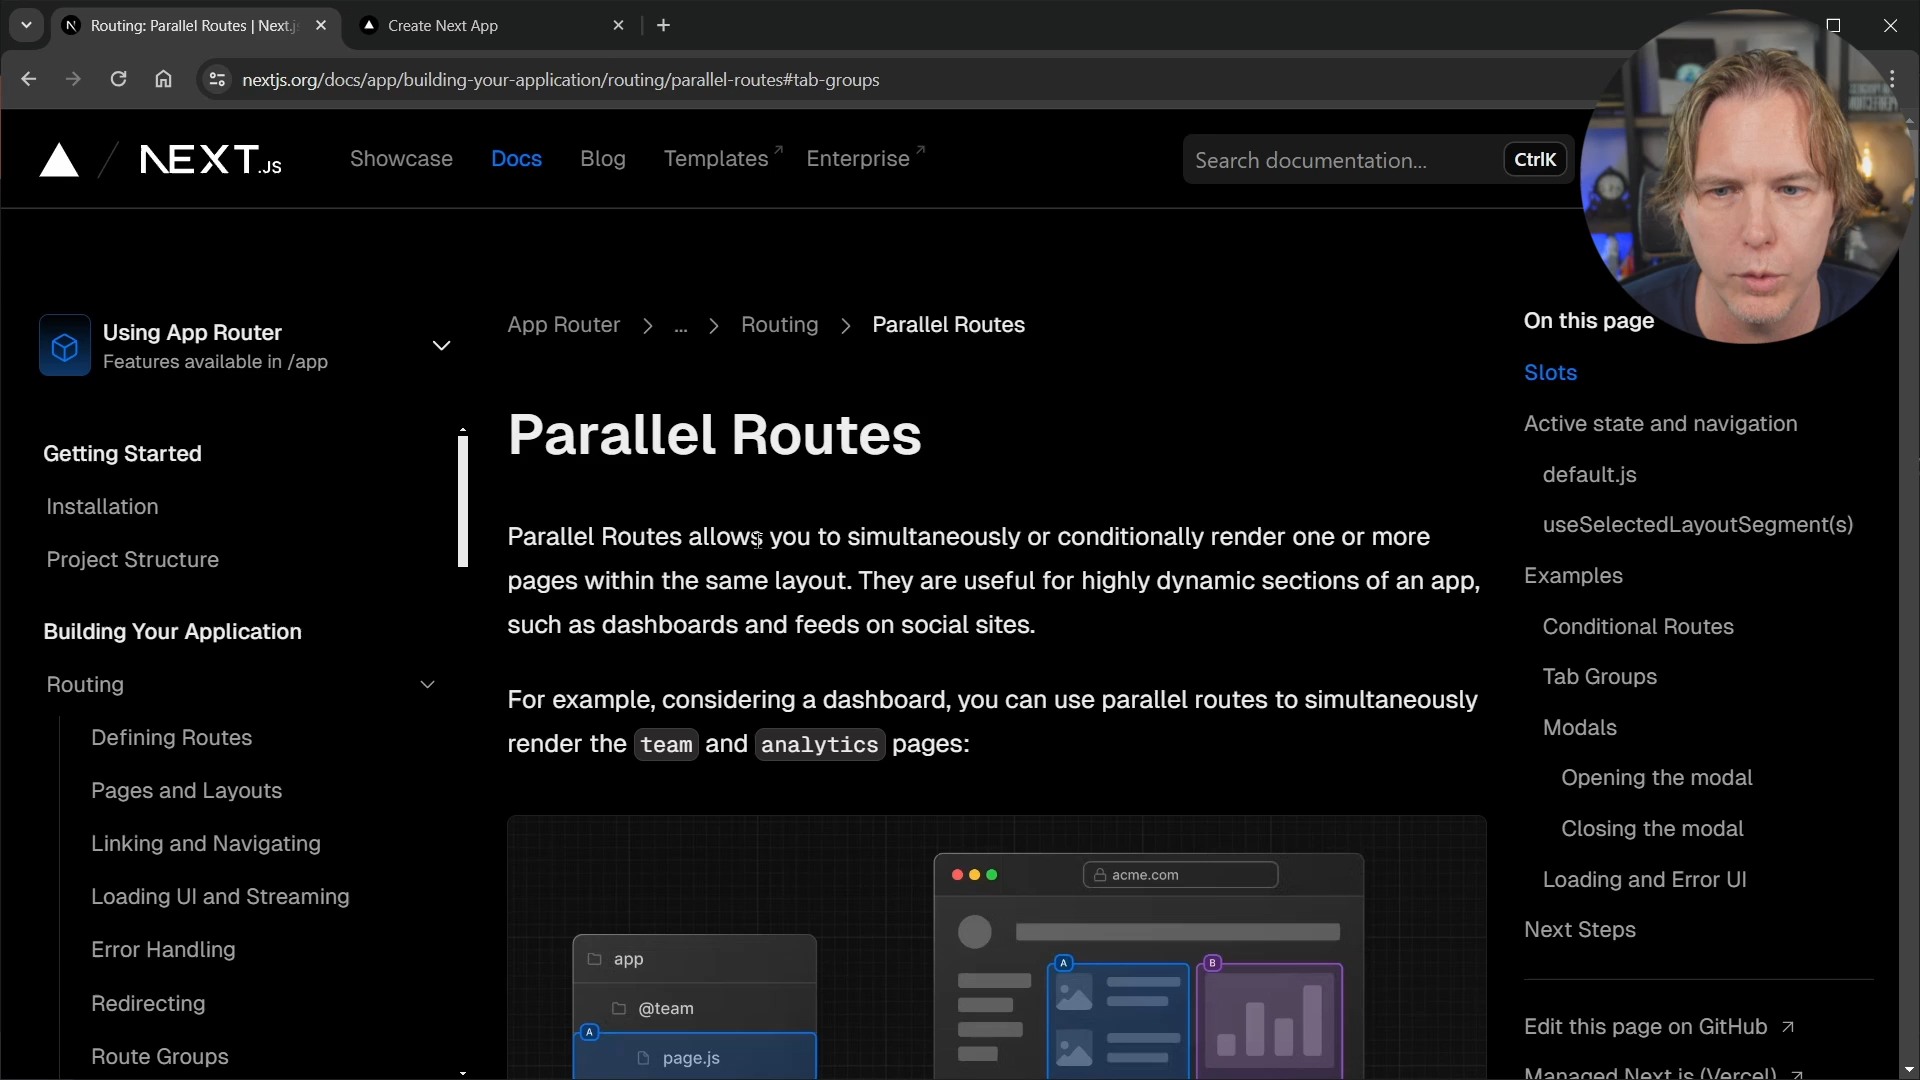 Routing: Parallel Routes | Next.js
Create Next App
nextjs.org/docs/app/building-your-application/routing/parallel-routes#tab-groups
NEXT.JS
Showcase
Docs
Blog
Templates
Enterprise
Search documentation...
CtrlK
Using App Router
Features available in /app
Getting Started
Installation
Project Structure
Building Your Application
Routing
Defining Routes
Pages and Layouts
Linking and Navigating
Loading UI and Streaming
Error Handling
Redirecting
Route Groups
App Router
...
Routing
Parallel Routes
Parallel Routes
Parallel Routes allows you to simultaneously or conditionally render one or more
pages within the same layout. They are useful for highly dynamic sections of an app,
such as dashboards and feeds on social sites.
For example, considering a dashboard, you can use parallel routes to simultaneously
render the team and analytics pages:
app
@team
A
page.js
acme.com
A
B
On this page
Slots
Active state and navigation
default.js
useSelectedLayoutSegment(s)
Examples
Conditional Routes
Tab Groups
Modals
Opening the modal
Closing the modal
Loading and Error UI
Next Steps
Edit this page on GitHub
Managed Next.js (Vercel)